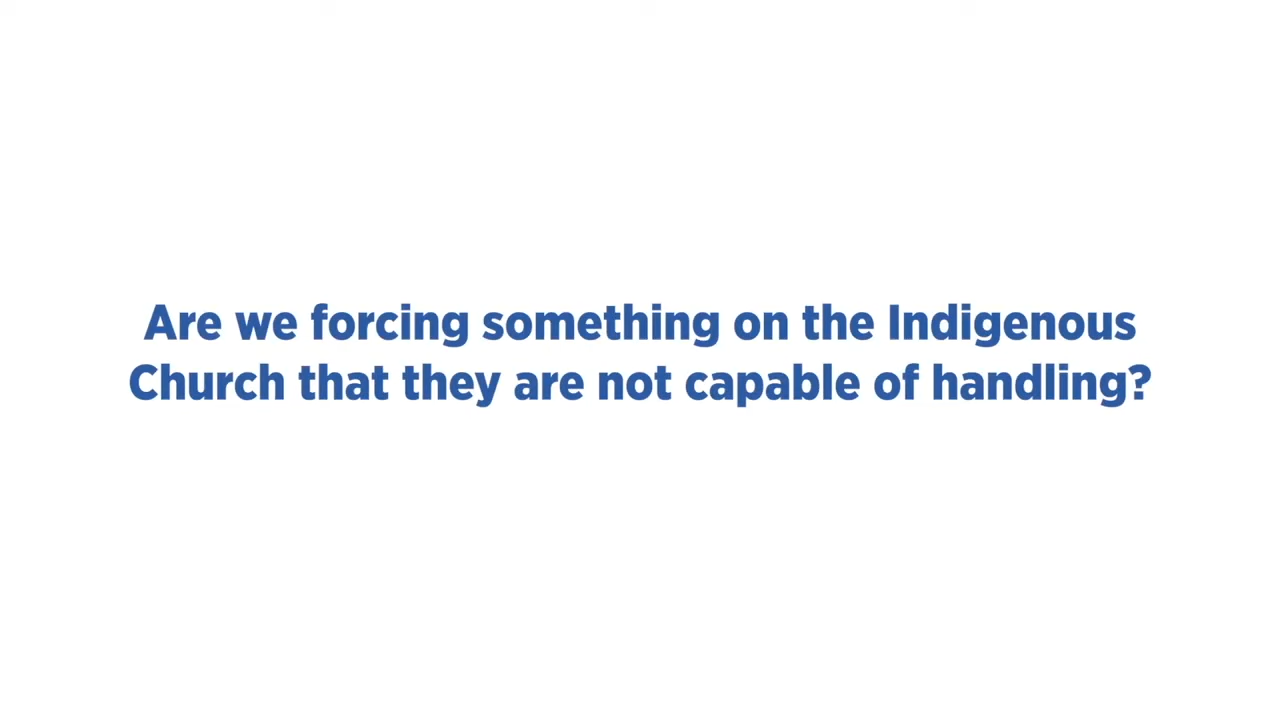 Are we forcing something on the Indigenous
Church that they are not capable of handling?